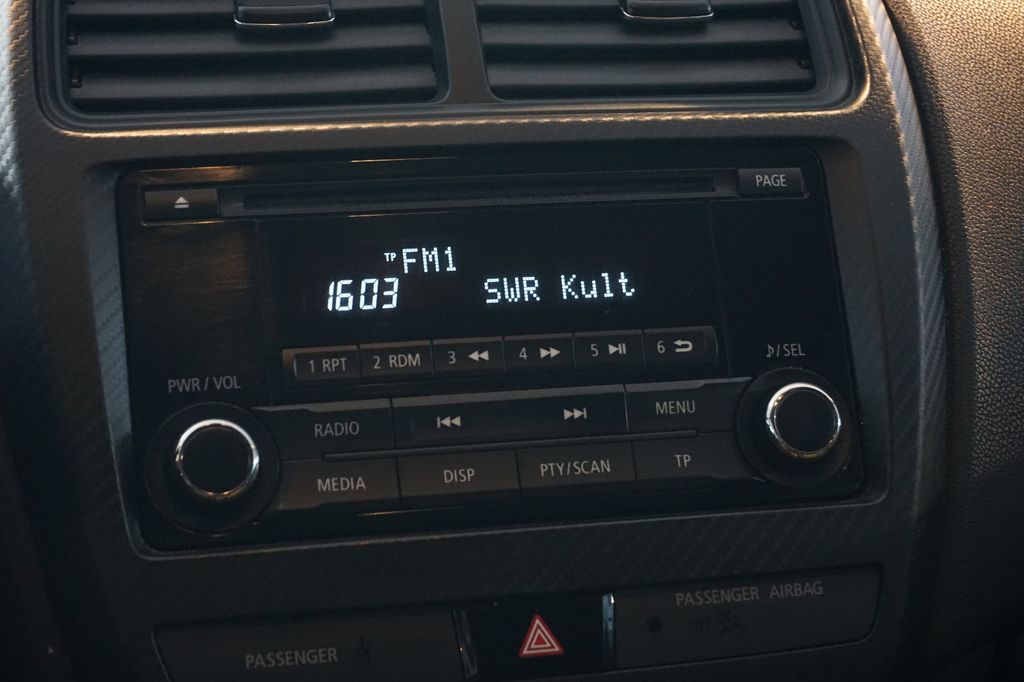 PAGE
TP FM1
1603 SWR Kult
1 RPT 2 RDM 3 4 5 6
PWR / VOL
♪/SEL
RADIO MENU
MEDIA DISP PTY/SCAN TP
PASSENGER AIRBAG
OFF
PASSENGER